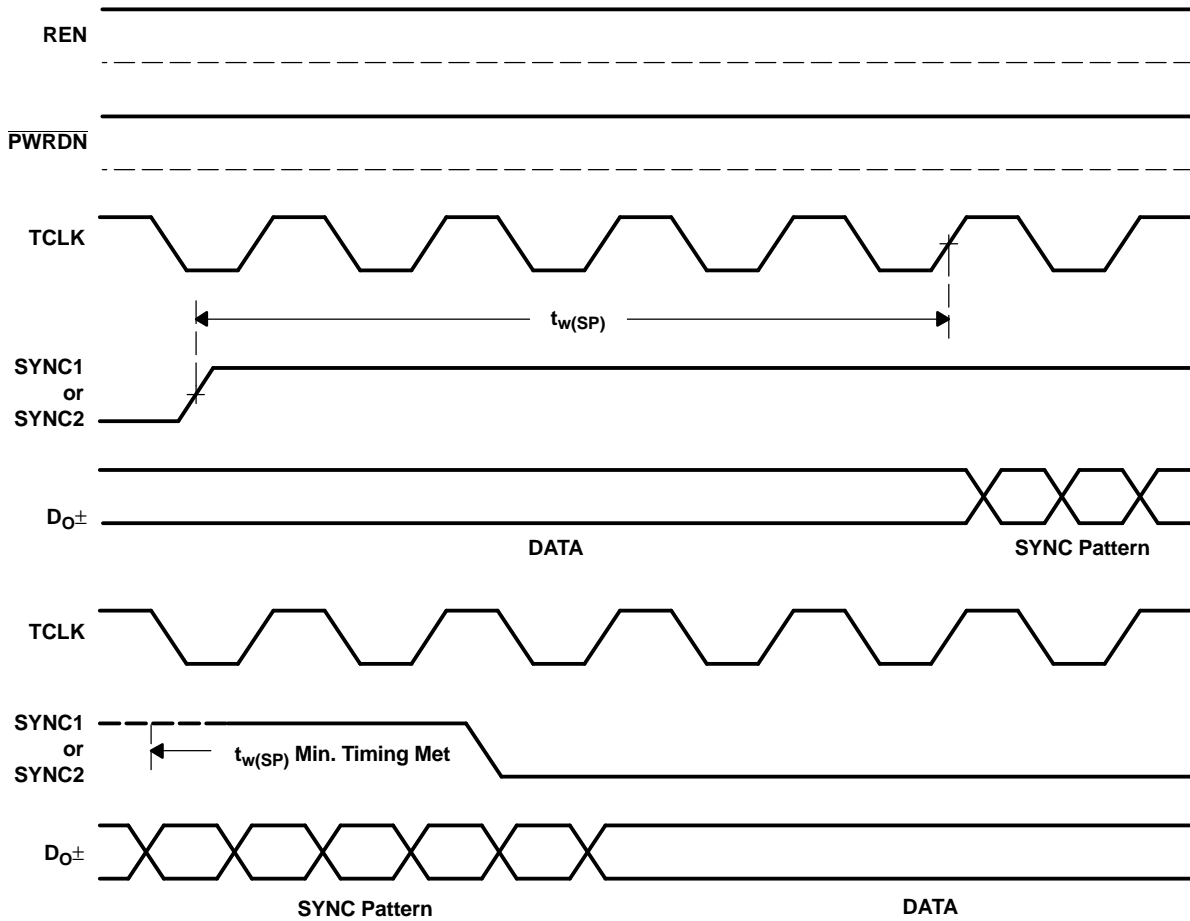 REN
PWRDN
TCLK
tw(SP)
SYNC1
or
SYNC2
DO±
DATA
SYNC Pattern
TCLK
SYNC1
or
SYNC2
tw(SP) Min. Timing Met
DO±
SYNC Pattern
DATA